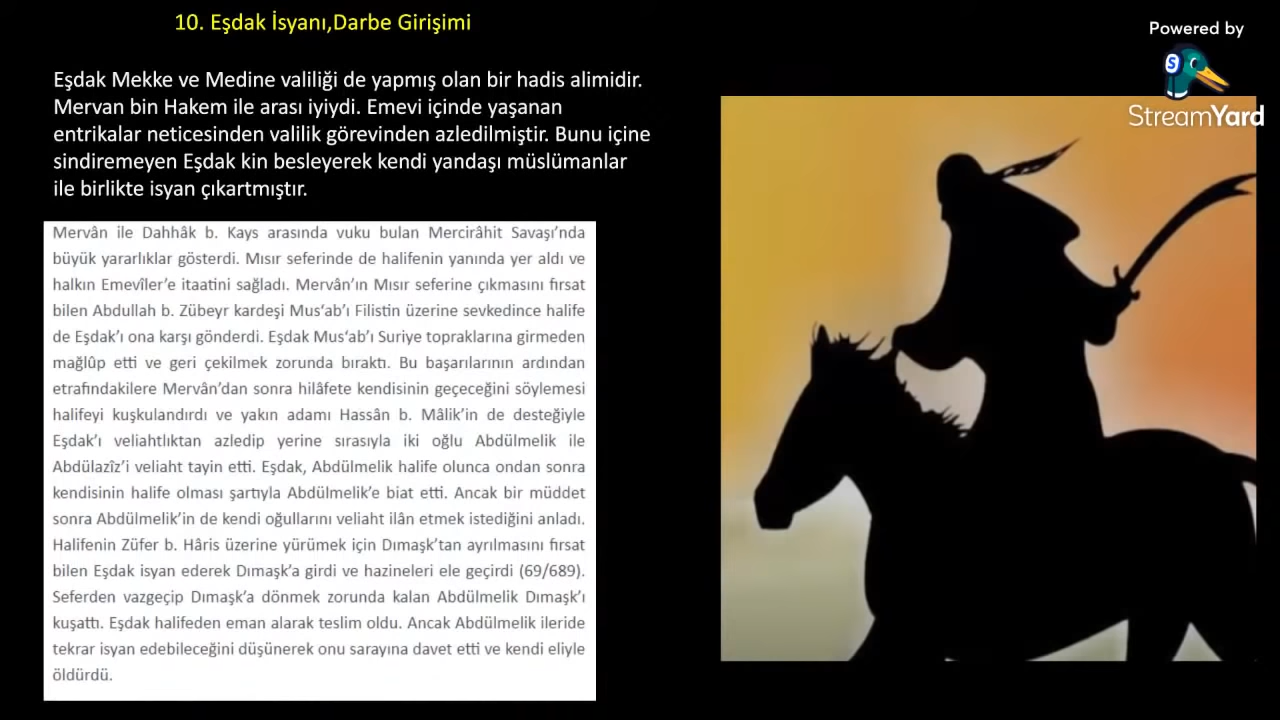 10. Eşdak İsyanı,Darbe Girişimi
Powered by
S
StreamYard
Eşdak Mekke ve Medine valiliği de yapmış olan bir hadis alimidir.
Mervan bin Hakem ile arası iyiydi. Emevi içinde yaşanan
entrikalar neticesinden valilik görevinden azledilmiştir. Bunu içine
sindiremeyen Eşdak kin besleyerek kendi yandaşı müslümanlar
ile birlikte isyan çıkartmıştır.
Mervân ile Dahhâk b. Kays arasında vuku bulan Mercirâhit Savaşı’nda
büyük yararlıklar gösterdi. Mısır seferinde de halifenin yanında yer aldı ve
halkın Emevîler’e itaatini sağladı. Mervân’ın Mısır seferine çıkmasını fırsat
bilen Abdullah b. Zübeyr kardeşi Mus‘ab’ı Filistin üzerine sevkedince halife
de Eşdak’ı ona karşı gönderdi. Eşdak Mus‘ab’ı Suriye topraklarına girmeden
mağlûp etti ve geri çekilmek zorunda bıraktı. Bu başarılarının ardından
etrafındakilere Mervân’dan sonra hilâfete kendisinin geçeceğini söylemesi
halifeyi kuşkulandırdı ve yakın adamı Hassân b. Mâlik’in de desteğiyle
Eşdak’ı veliahtlıktan azledip yerine sırasıyla iki oğlu Abdülmelik ile
Abdülazîz’i veliaht tayin etti. Eşdak, Abdülmelik halife olunca ondan sonra
kendisinin halife olması şartıyla Abdülmelik’e biat etti. Ancak bir müddet
sonra Abdülmelik’in de kendi oğullarını veliaht ilân etmek istediğini anladı.
Halifenin Züfer b. Hâris üzerine yürümek için Dımaşk’tan ayrılmasını fırsat
bilen Eşdak isyan ederek Dımaşk’a girdi ve hazineleri ele geçirdi (69/689).
Seferden vazgeçip Dımaşk’a dönmek zorunda kalan Abdülmelik Dımaşk’ı
kuşattı. Eşdak halifeden eman alarak teslim oldu. Ancak Abdülmelik ileride
tekrar isyan edebileceğini düşünerek onu sarayına davet etti ve kendi eliyle
öldürdü.